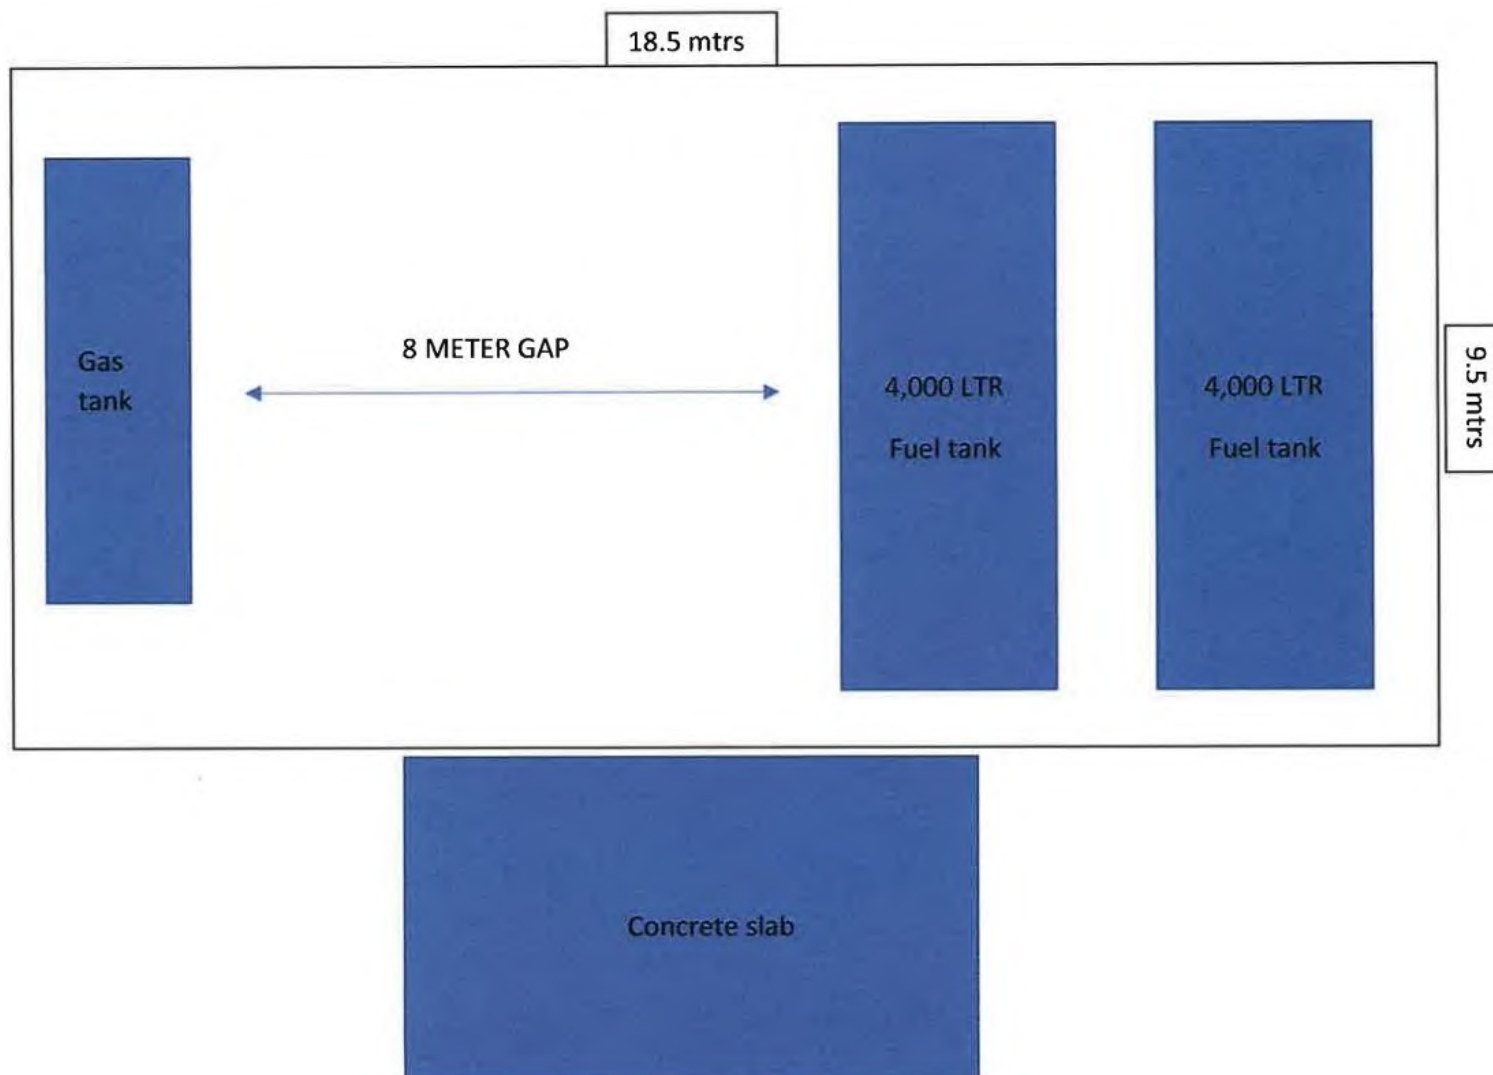 18.5 mtrs
Gas
tank
8 METER GAP
4,000 LTR
Fuel tank
4,000 LTR
Fuel tank
9.5 mtrs
Concrete slab